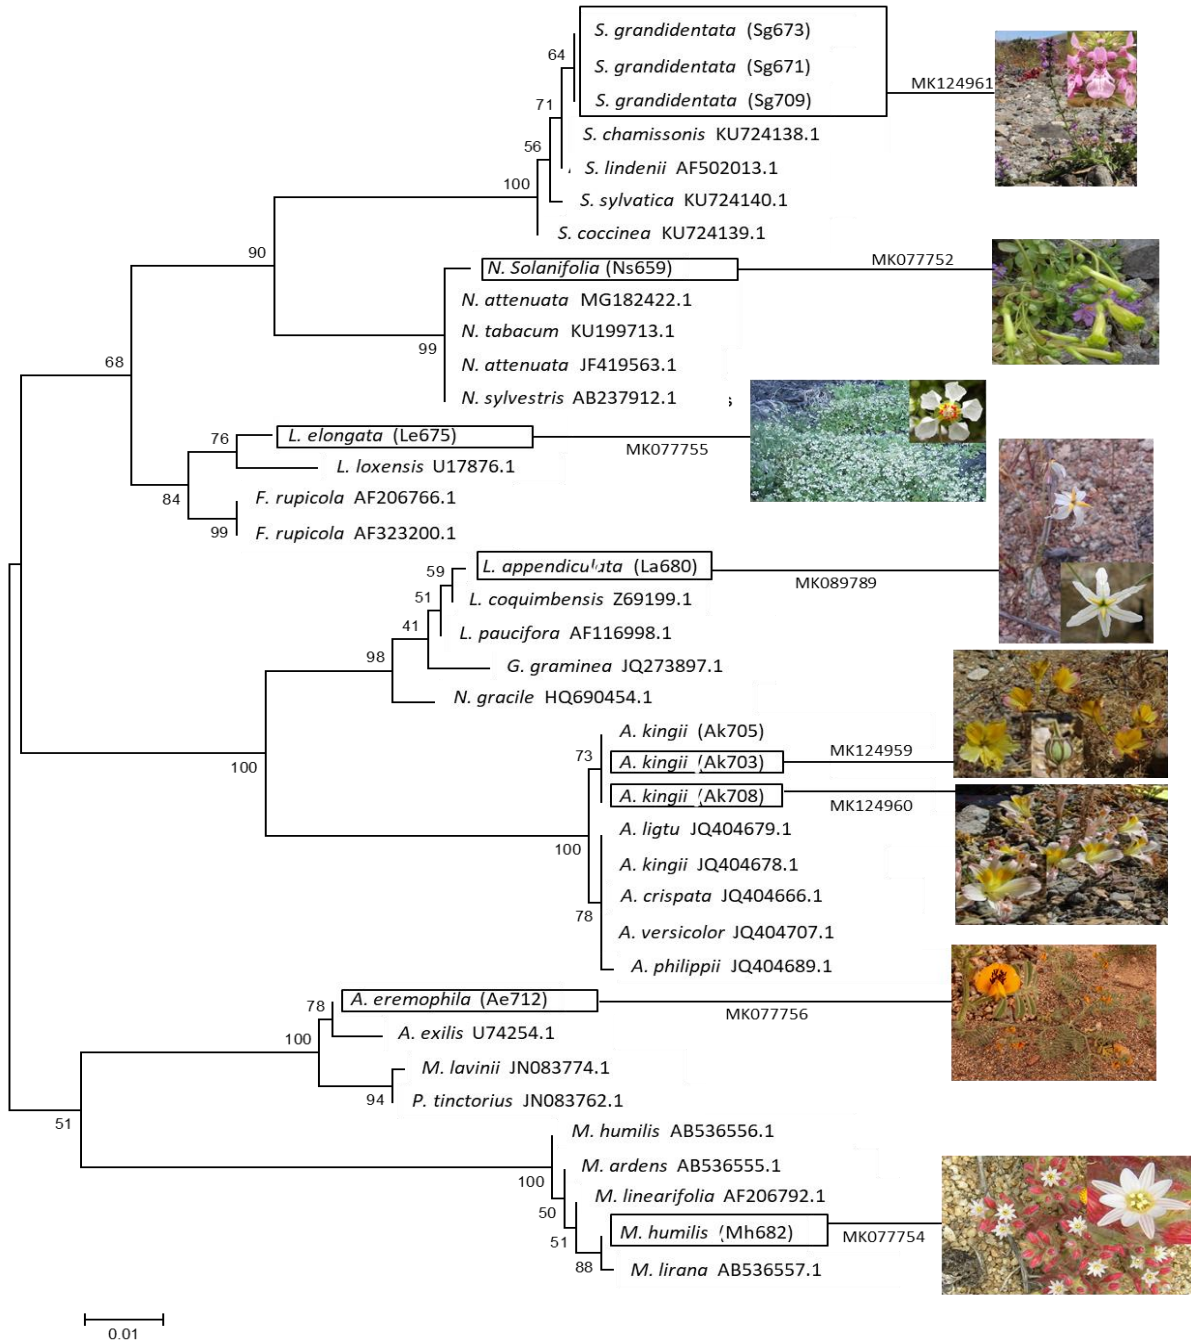 S. grandidentata (Sg673)
64
S. grandidentata (Sg671)
MK124961
S. grandidentata (Sg709)
71
S. chamissonis KU724138.1
56
S. lindenii AF502013.1
100
S. sylvatica KU724140.1
S. coccinea KU724139.1
90
MK077752
N. Solanifolia (Ns659)
N. attenuata MG182422.1
N. tabacum KU199713.1
99
68
N. attenuata JF419563.1
N. sylvestris AB237912.1
s
76
L. elongata (Le675)
MK077755
L. loxensis U17876.1
84
F. rupicola AF206766.1
99
F. rupicola AF323200.1
59
L. appendiculata (La680)
MK089789
51
L. coquimbensis Z69199.1
41
L. paucifora AF116998.1
98
G. graminea JQ273897.1
N. gracile HQ690454.1
A. kingii (Ak705)
73
MK124959
A. kingii (Ak703)
100
A. kingii (Ak708)
MK124960
A. ligtu JQ404679.1
100
A. kingii JQ404678.1
A. crispata JQ404666.1
78
A. versicolor JQ404707.1
A. philippii JQ404689.1
78
A. eremophila (Ae712)
MK077756
100
A. exilis U74254.1
M. lavinii JN083774.1
94
P. tinctorius JN083762.1
51
M. humilis AB536556.1
M. ardens AB536555.1
100
M. linearifolia AF206792.1
50
M. humilis (Mh682)
MK077754
51
88
M. lirana AB536557.1
0.01